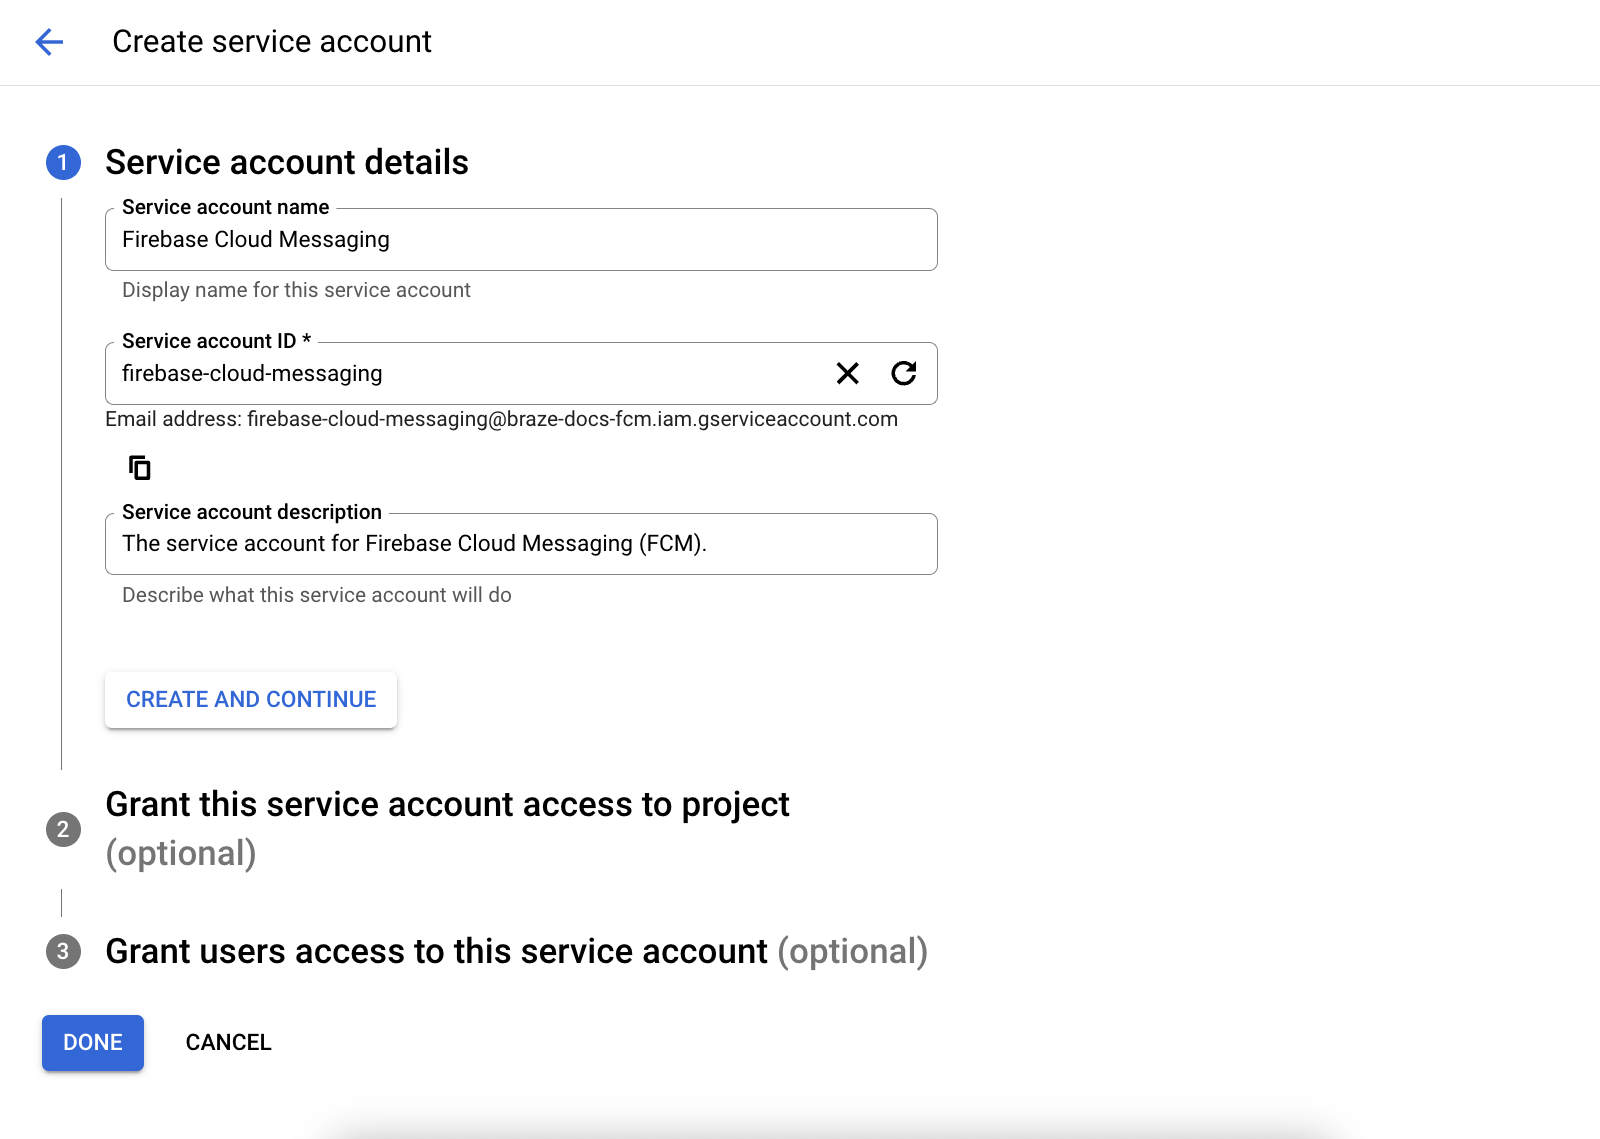 Create service account
1 Service account details
Service account name
Firebase Cloud Messaging
Display name for this service account
Service account ID *
firebase-cloud-messaging
Email address: firebase-cloud-messaging@braze-docs-fcm.iam.gserviceaccount.com
Service account description
The service account for Firebase Cloud Messaging (FCM).
Describe what this service account will do
CREATE AND CONTINUE
2 Grant this service account access to project
(optional)
3 Grant users access to this service account (optional)
DONE CANCEL